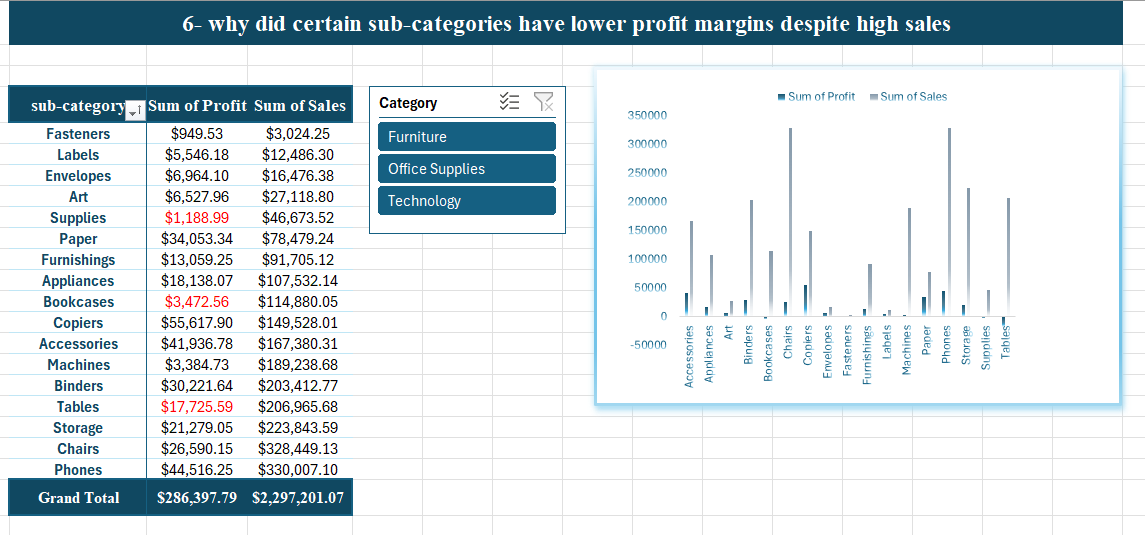 6- why did certain sub-categories have lower profit margins despite high sales
sub-category Sum of Profit Sum of Sales
Fasteners $949.53 $3,024.25
Labels $5,546.18 $12,486.30
Envelopes $6,964.10 $16,476.38
Art $6,527.96 $27,118.80
Supplies $1,188.99 $46,673.52
Paper $34,053.34 $78,479.24
Furnishings $13,059.25 $91,705.12
Appliances $18,138.07 $107,532.14
Bookcases $3,472.56 $114,880.05
Copiers $55,617.90 $149,528.01
Accessories $41,936.78 $167,380.31
Machines $3,384.73 $189,238.68
Binders $30,221.64 $203,412.77
Tables $17,725.59 $206,965.68
Storage $21,279.05 $223,843.59
Chairs $26,590.15 $328,449.13
Phones $44,516.25 $330,007.10
Grand Total $286,397.79 $2,297,201.07
Category
Furniture
Office Supplies
Technology
Sum of Profit Sum of Sales
350000
300000
250000
200000
150000
100000
50000
0
-50000
Accessories
Appliances
Art
Binders
Bookcases
Chairs
Copiers
Envelopes
Fasteners
Furnishings
Labels
Machines
Paper
Phones
Storage
Supplies
Tables